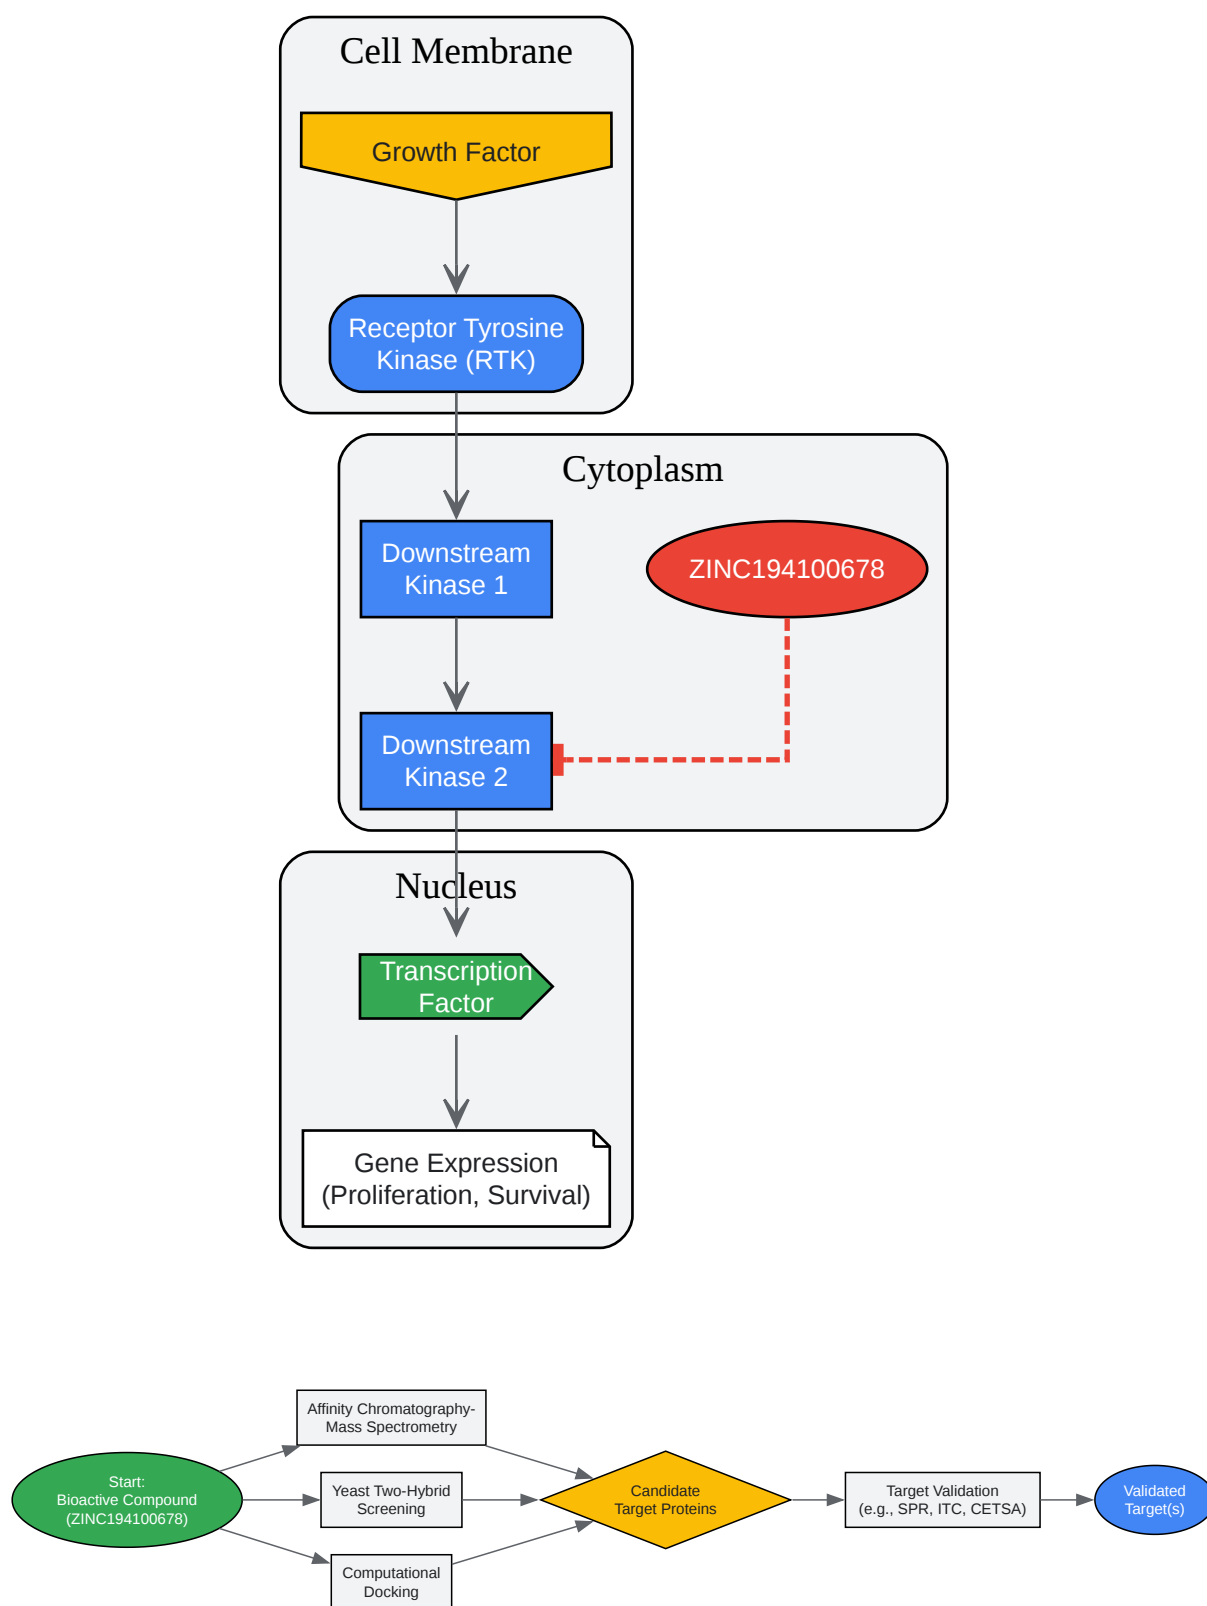 Cell Membrane
Growth Factor
Receptor Tyrosine
Kinase (RTK)
Cytoplasm
Downstream
Kinase 1
ZINC194100678
Downstream
Kinase 2
Nucleus
Transcription
Factor
Gene Expression
(Proliferation, Survival)
Start:
Bioactive Compound
(ZINC194100678)
Affinity Chromatography-
Mass Spectrometry
Yeast Two-Hybrid
Screening
Computational
Docking
Candidate
Target Proteins
Target Validation
(e.g., SPR, ITC, CETSA)
Validated
Target(s)